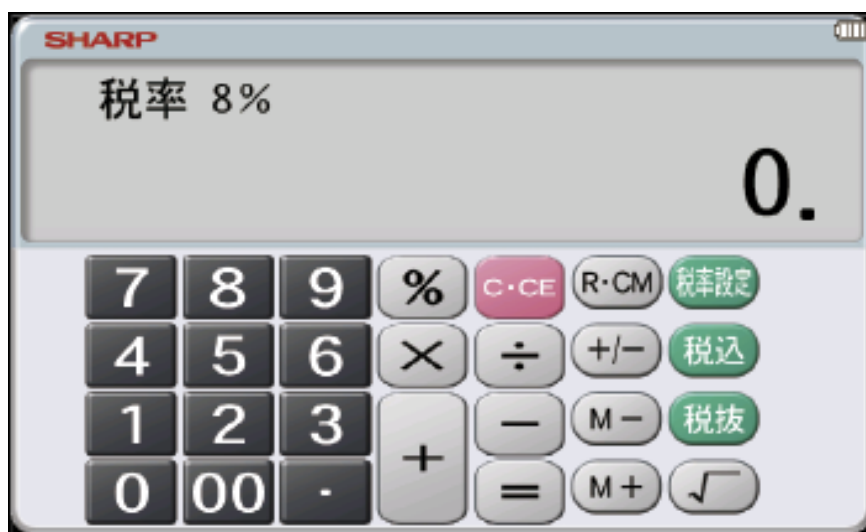 SHARP
税率 8%
0.
7 8 9 % C・CE R・CM 税率設定
4 5 6 × ÷ +/− 税込
1 2 3 + − M− 税抜
0 00 ・ = M+ √